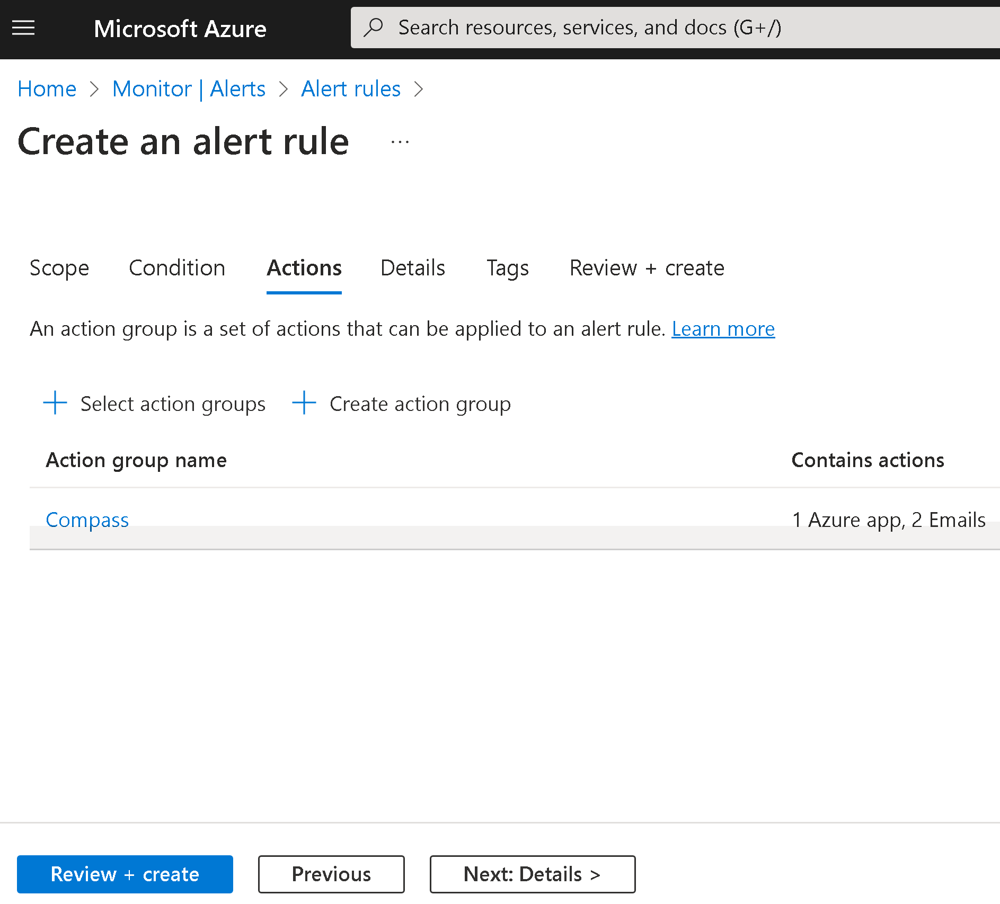 Microsoft Azure
Search resources, services, and docs (G+/)
Home > Monitor | Alerts > Alert rules >
Create an alert rule ...
Scope Condition Actions Details Tags Review + create
An action group is a set of actions that can be applied to an alert rule. Learn more
+ Select action groups + Create action group
Action group name Contains actions
Compass 1 Azure app, 2 Emails
Review + create Previous Next: Details >